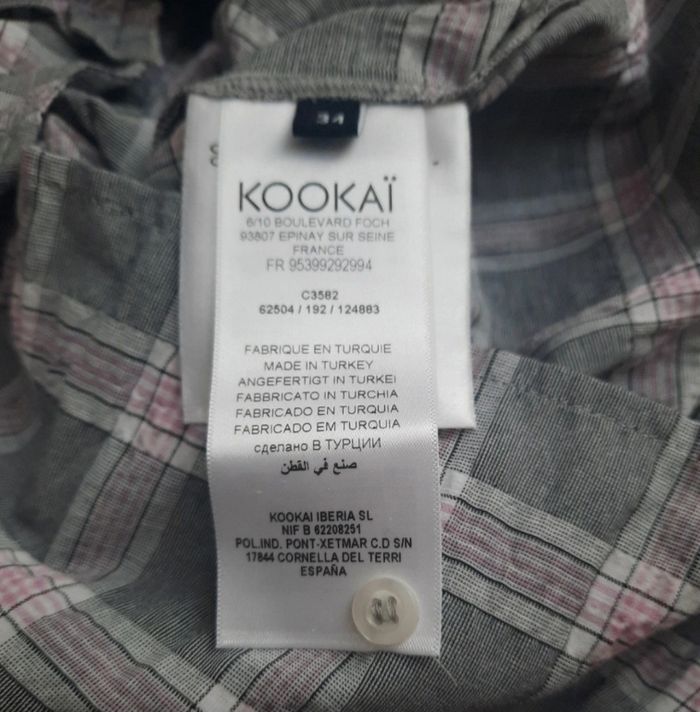 34
KOOKAÏ
6/10 BOULEVARD FOCH
93807 EPINAY SUR SEINE
FRANCE
FR 95399292994
C3582
62504 / 192 / 124883
FABRIQUE EN TURQUIE
MADE IN TURKEY
ANGEFERTIGT IN TURKEI
FABBRICATO IN TURCHIA
FABRICADO EN TURQUIA
FABRICADO EM TURQUIA
сделано В ТУРЦИИ
صنع في القطن
KOOKAI IBERIA SL
NIF B 62208251
POL.IND. PONT-XETMAR C.D S/N
17844 CORNELLA DEL TERRI
ESPAÑA